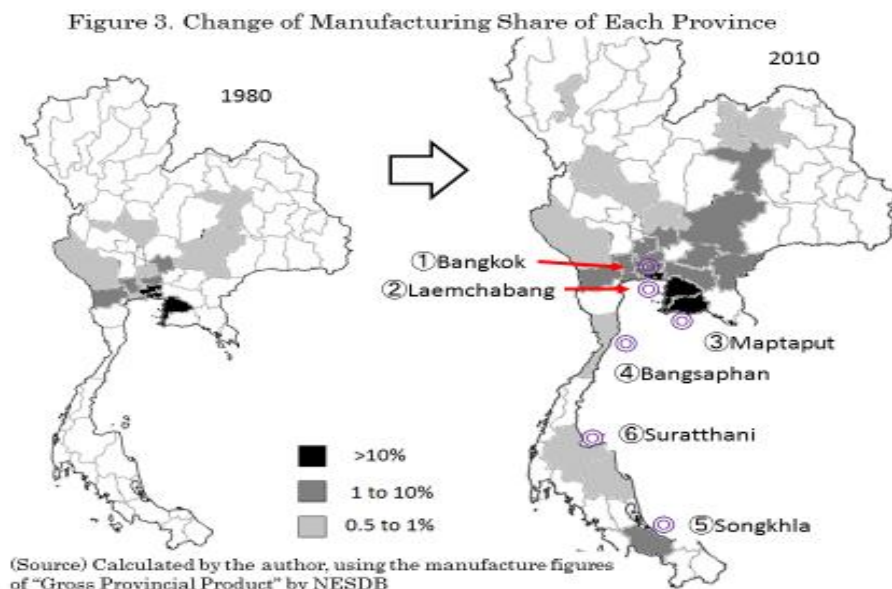 Figure 3. Change of Manufacturing Share of Each Province
1980
2010
①Bangkok
②Laemchabang
③Maptaput
④Bangsaphan
⑥Suratthani
⑤Songkhla
>10%
1 to 10%
0.5 to 1%
(Source) Calculated by the author, using the manufacture figures
of "Gross Provincial Product" by NESDB